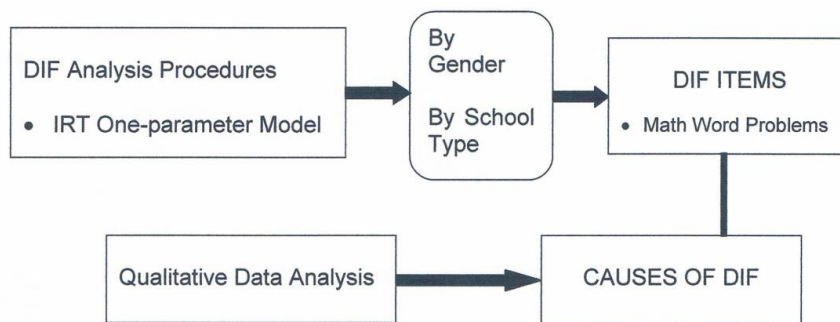 DIF Analysis Procedures
• IRT One-parameter Model
By
Gender
By School
Type
DIF ITEMS
• Math Word Problems
Qualitative Data Analysis
CAUSES OF DIF